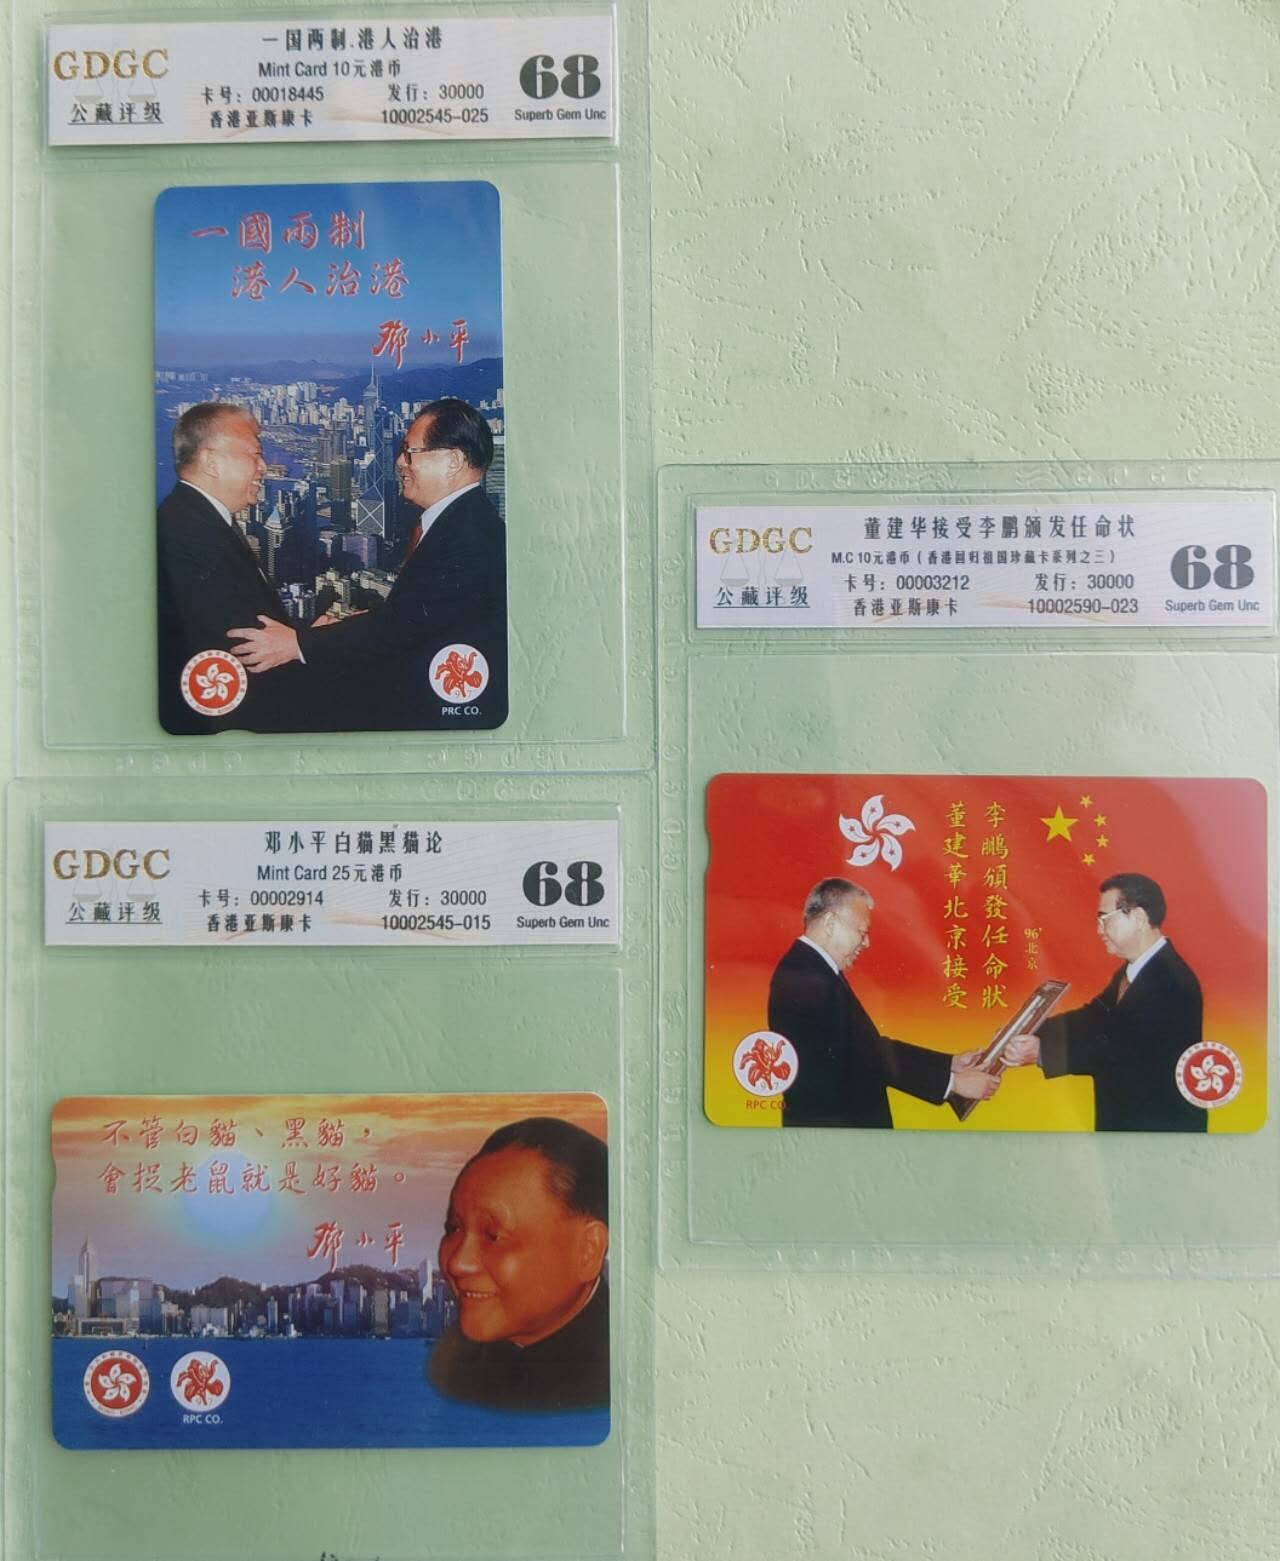 一国两制.港人治港
GDGC
Mint Card 10元港币
68
卡号：00018445 发行：30000
公藏评级
香港亚斯康卡 10002545-025
Superb Gem Unc
一國兩制
港人治港
鄧小平
PRC CO.
董建华接受李鹏颁发任命状
GDGC
M.C 10元港币（香港回归祖国珍藏卡系列之三）
68
卡号：00003212 发行：30000
公藏评级
香港亚斯康卡 10002590-023
Superb Gem Unc
李鵬頒發任命狀
董建華北京接受
96'北京
97
RPC CO
邓小平白猫黑猫论
GDGC
Mint Card 25元港币
68
卡号：00002914 发行：30000
公藏评级
香港亚斯康卡 10002545-015
Superb Gem Unc
不管白貓、黑貓，
會捉老鼠就是好貓。
鄧小平
RPC CO.